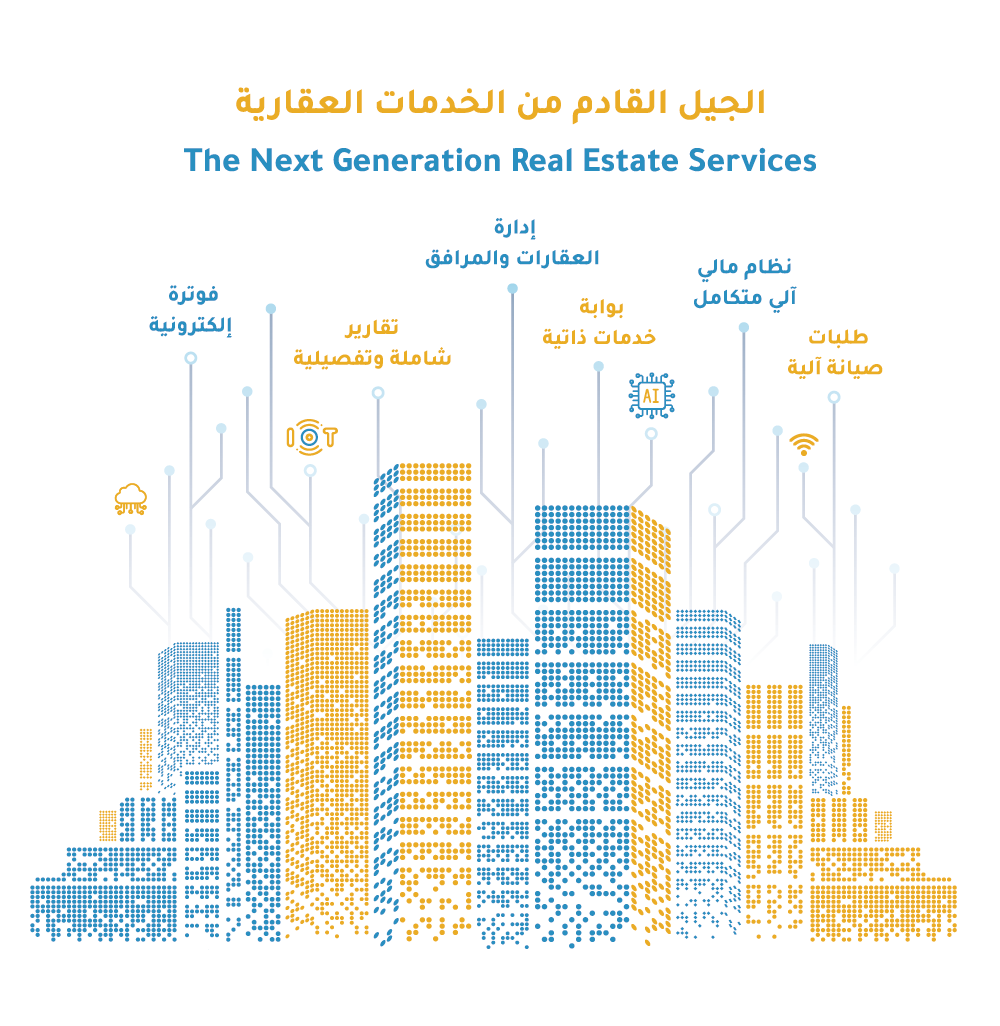 الجيل القادم من الخدمات العقارية
The Next Generation Real Estate Services
إدارة
العقارات والمرافق
نظام مالي
آلي متكامل
فوترة
إلكترونية
بوابة
خدمات ذاتية
تقارير
شاملة وتفصيلية
طلبات
صيانة آلية
AI
IOT